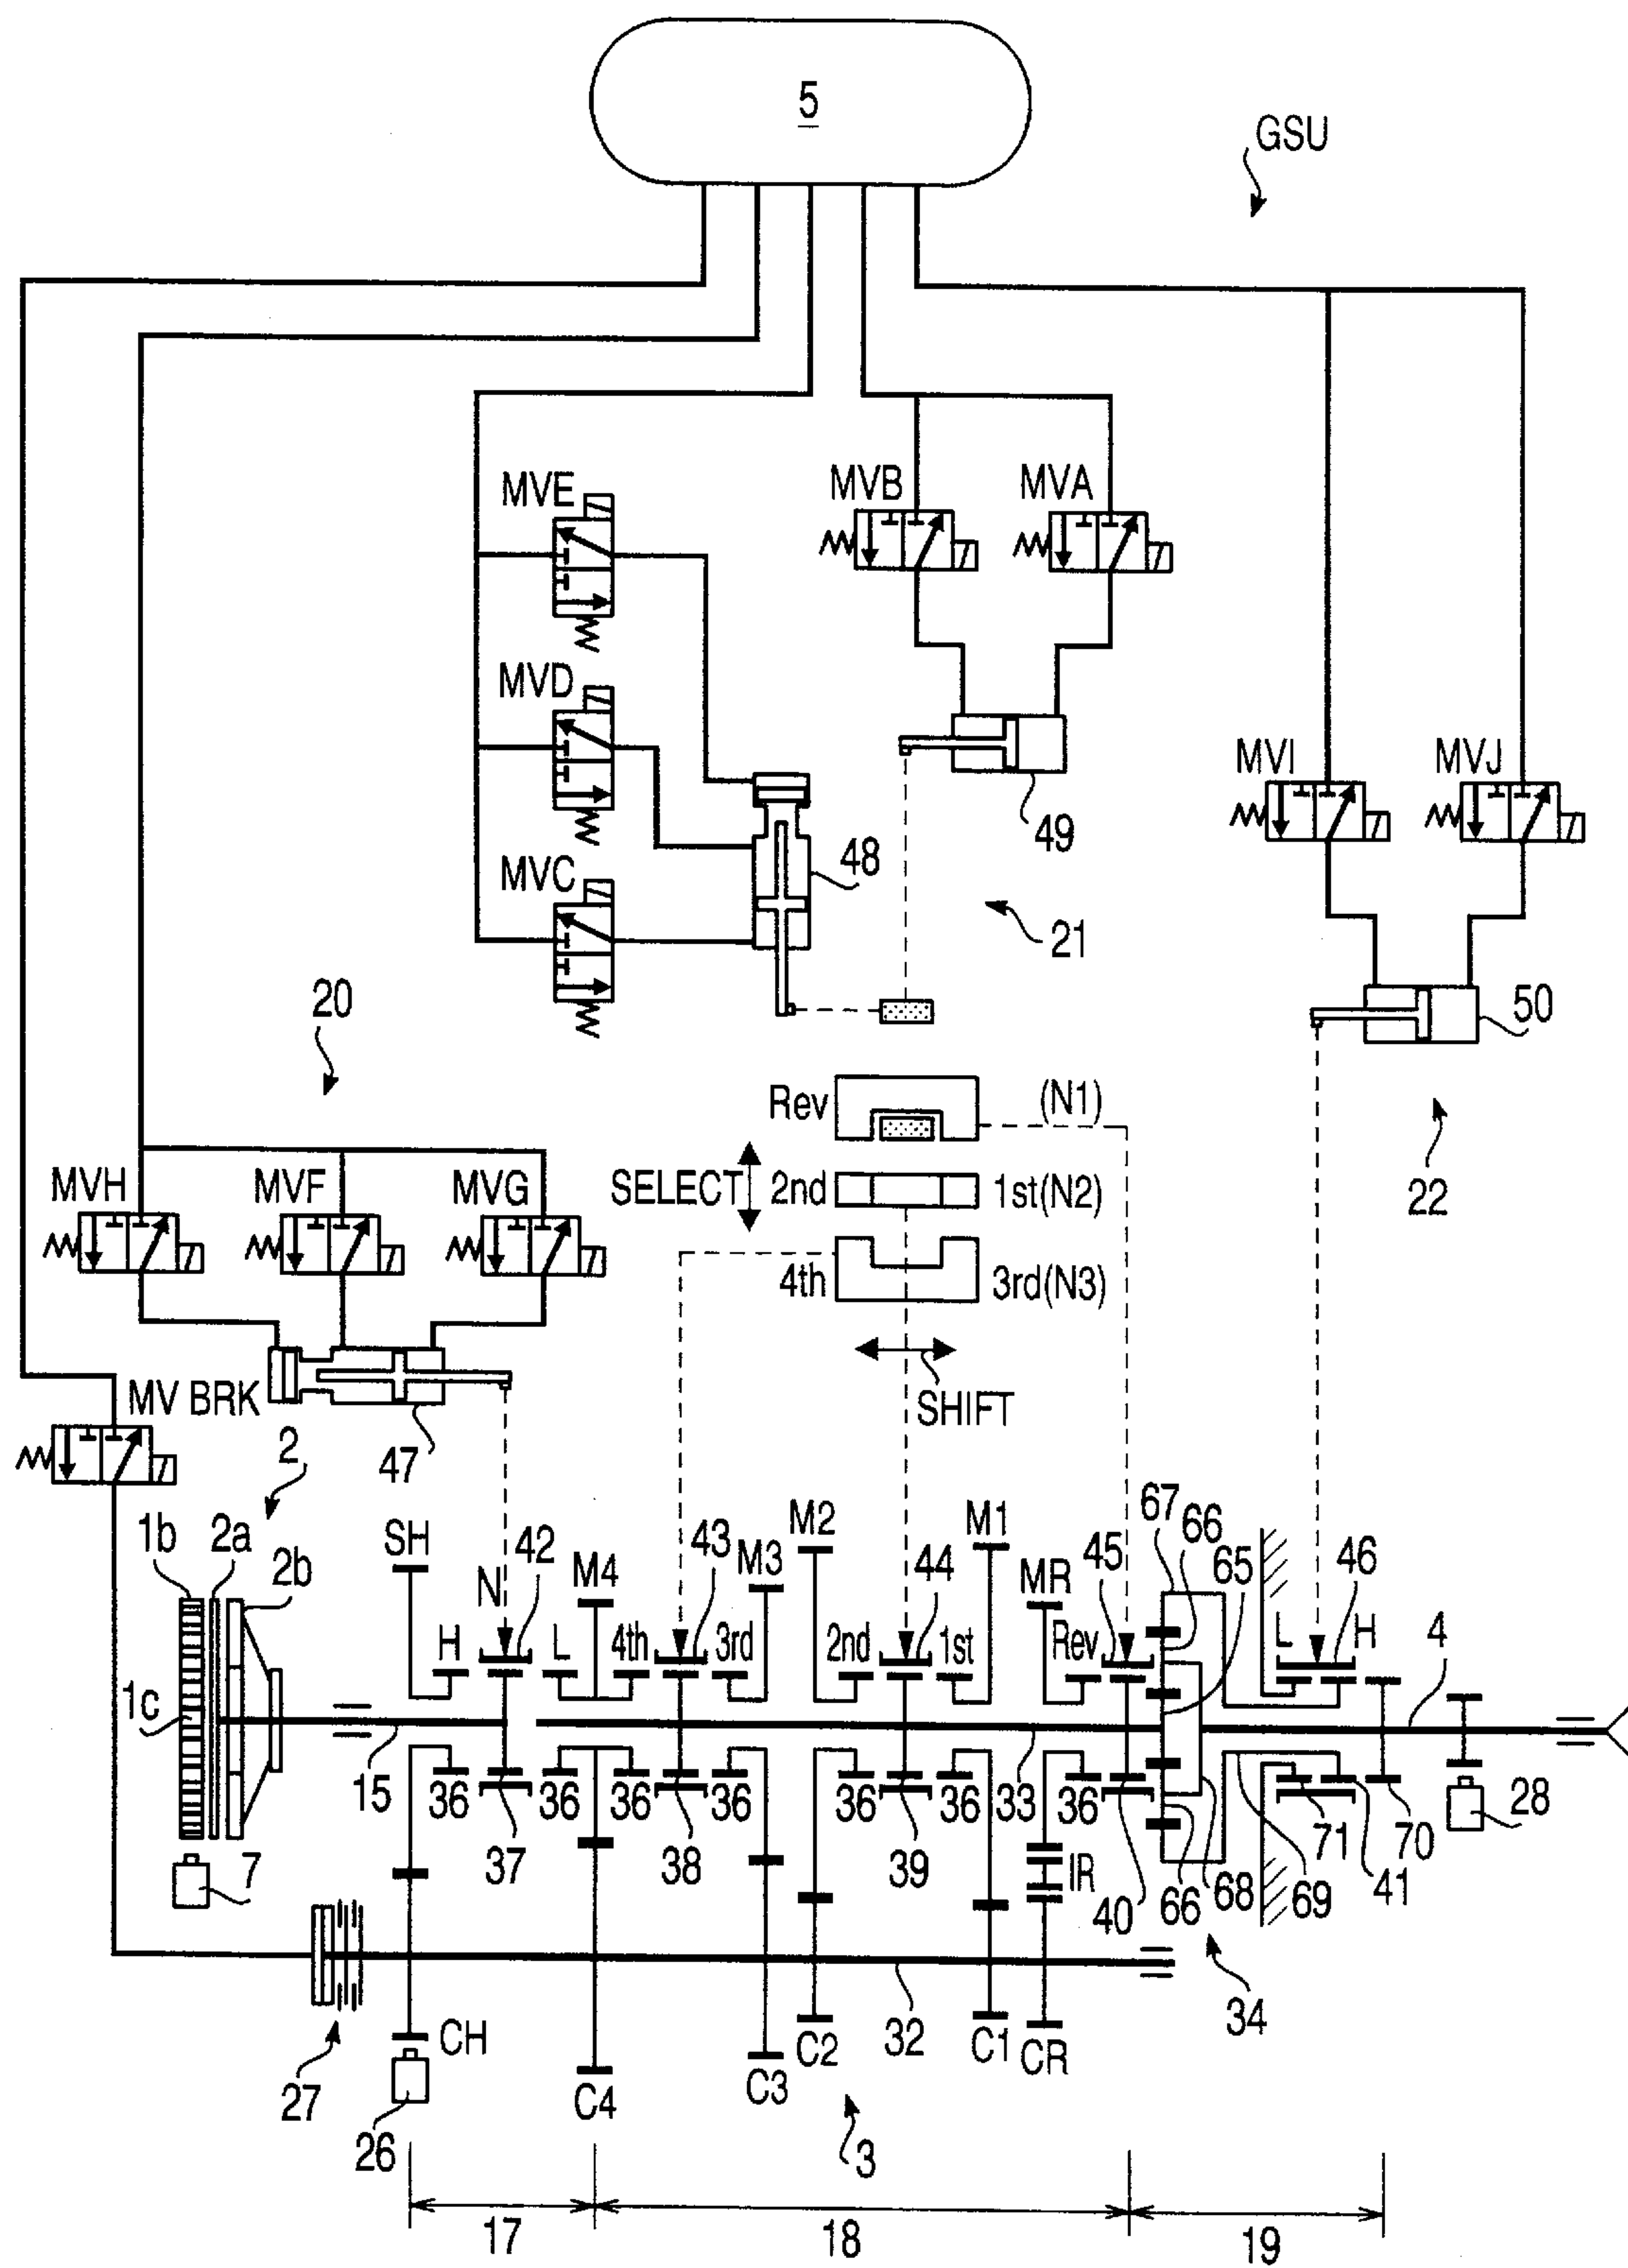 5
GSU
MVE
MVB
MVA
MVD
MVI
MVJ
49
MVC
48
21
20
50
Rev
(N1)
MVH
MVF
MVG
SELECT
2nd
1st(N2)
22
4th
3rd(N3)
MV BRK
SHIFT
2
47
1b
2a
2b
SH
N
42
M4
43
M3
M2
44
M1
MR
45
67
66
65
46
H
L
4th
3rd
2nd
1st
Rev
L
H
4
1c
15
36
36
36
36
36
36
33
36
28
7
37
38
39
IR
40
66
68
69
71
41
70
CH
C4
C3
C2
32
C1
CR
34
27
26
3
17
18
19